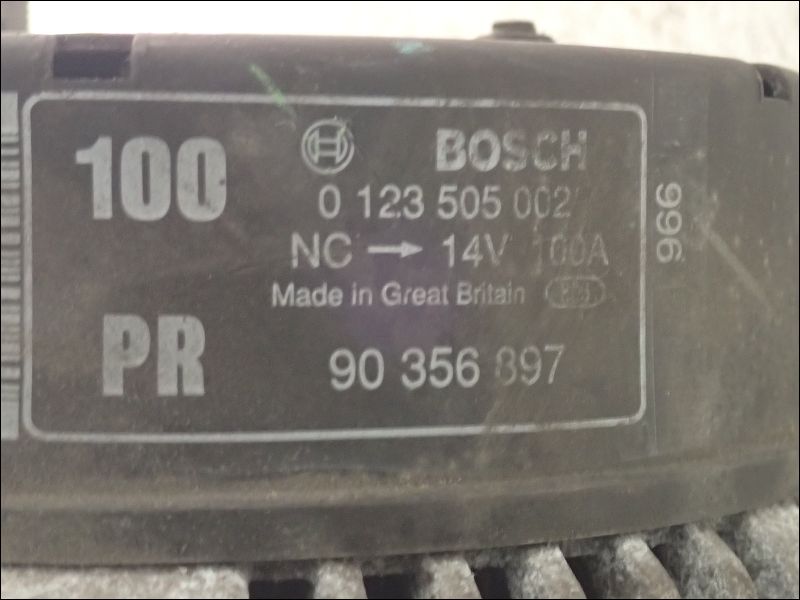 100
BOSCH
0 123 505 002
NC → 14V 100A
Made in Great Britain
PR
90 356 897
966